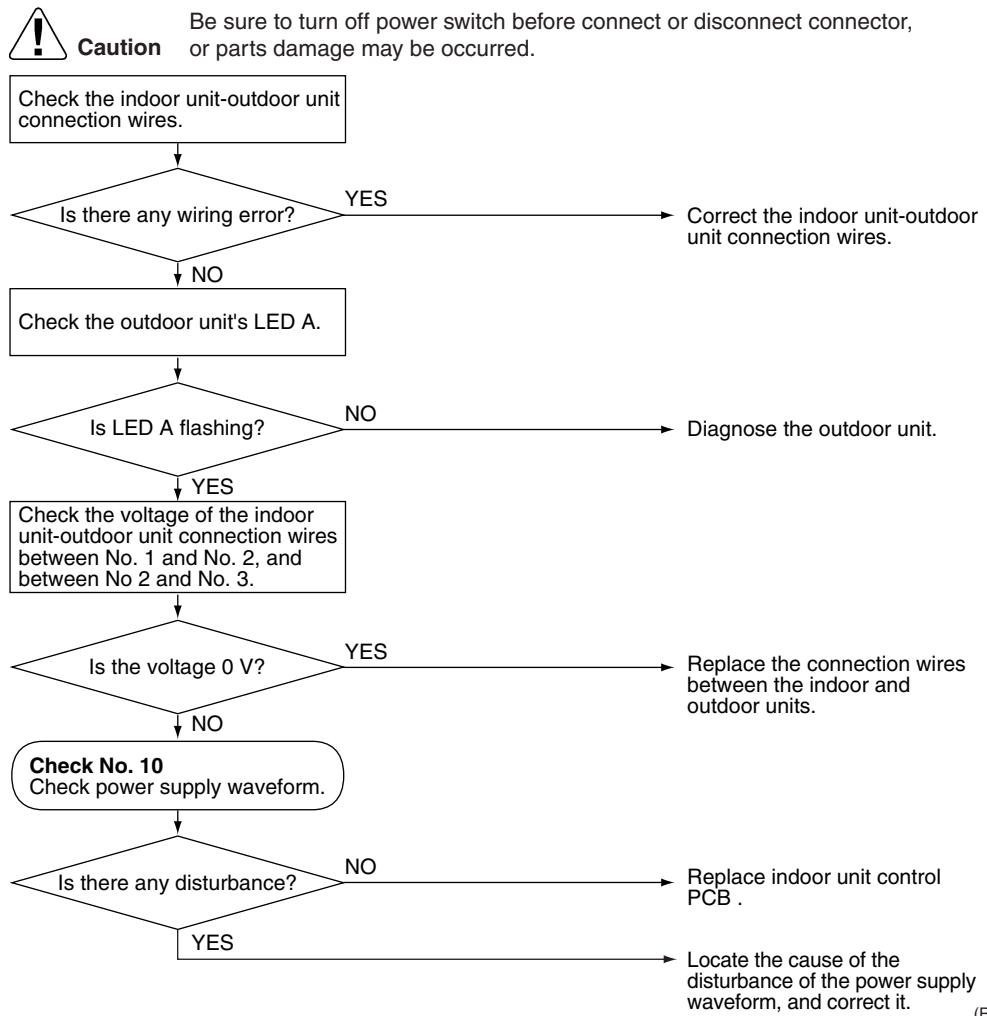 Be sure to turn off power switch before connect or disconnect connector,
Caution or parts damage may be occurred.
Check the indoor unit-outdoor unit
connection wires.
Is there any wiring error?
YES
Correct the indoor unit-outdoor
unit connection wires.
NO
Check the outdoor unit's LED A.
Is LED A flashing?
NO
Diagnose the outdoor unit.
YES
Check the voltage of the indoor
unit-outdoor unit connection wires
between No. 1 and No. 2, and
between No 2 and No. 3.
Is the voltage 0 V?
YES
Replace the connection wires
between the indoor and
outdoor units.
NO
Check No. 10
Check power supply waveform.
Is there any disturbance?
NO
Replace indoor unit control
PCB .
YES
Locate the cause of the
disturbance of the power supply
waveform, and correct it.